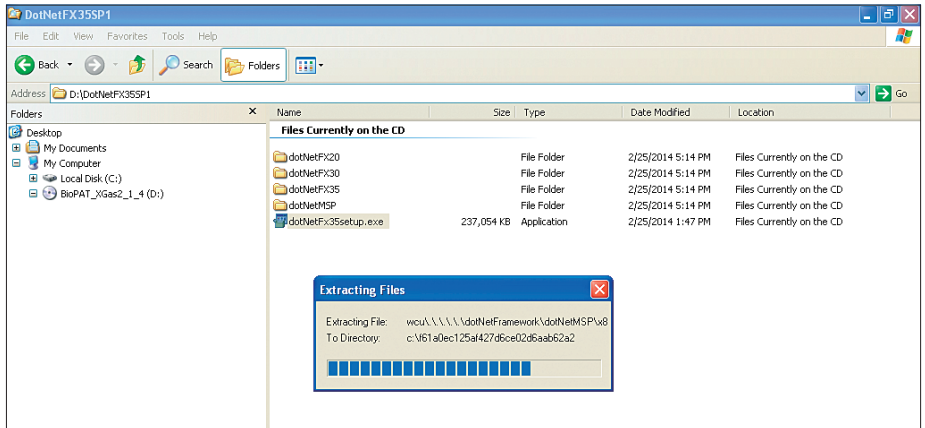 DotNetFX35SP1
File Edit View Favorites Tools Help
Back Search Folders
Address D:\DotNetFX35SP1 Go
Folders X Name Size Type Date Modified Location
Desktop
My Documents
My Computer
Local Disk (C:)
BioPAT_XGas2_1_4 (D:)
Files Currently on the CD
dotNetFX20 File Folder 2/25/2014 5:14 PM Files Currently on the CD
dotNetFX30 File Folder 2/25/2014 5:14 PM Files Currently on the CD
dotNetFX35 File Folder 2/25/2014 5:14 PM Files Currently on the CD
dotNetMSP File Folder 2/25/2014 5:14 PM Files Currently on the CD
dotNetFx35setup.exe 237,054 KB Application 2/25/2014 1:47 PM Files Currently on the CD
Extracting Files
Extracting File: wcu\.\.\.\.\.\dotNetFramework\dotNetMSP\x8
To Directory: c:\f61a0ec125af427d6ce02d6aab62a2